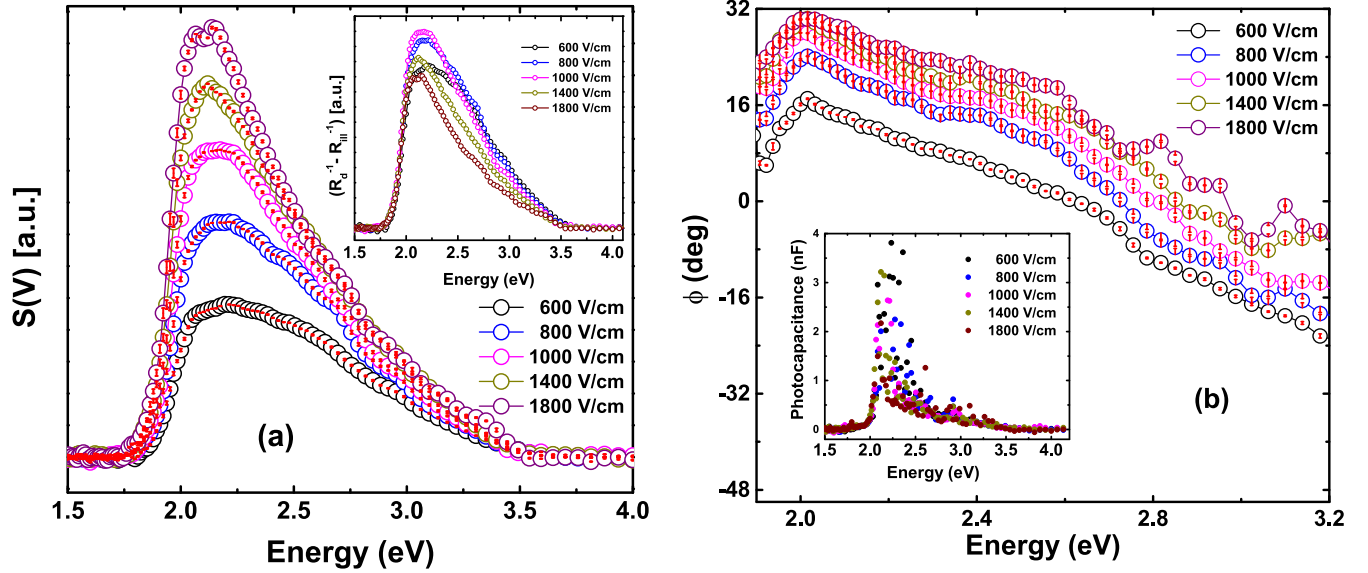 S(V) [a.u.]
(R_d^-1 - R_ill^-1) [a.u.]
600 V/cm
800 V/cm
1000 V/cm
1400 V/cm
1800 V/cm
1.5 2.0 2.5 3.0 3.5 4.0
Energy (eV)
600 V/cm
800 V/cm
1000 V/cm
1400 V/cm
1800 V/cm
(a)
1.5 2.0 2.5 3.0 3.5 4.0
Energy (eV)
ϕ (deg)
32
16
0
-16
-32
-48
600 V/cm
800 V/cm
1000 V/cm
1400 V/cm
1800 V/cm
Photocapacitance (nF)
4
3
2
1
0
600 V/cm
800 V/cm
1000 V/cm
1400 V/cm
1800 V/cm
1.5 2.0 2.5 3.0 3.5 4.0
Energy (eV)
(b)
2.0 2.4 2.8 3.2
Energy (eV)